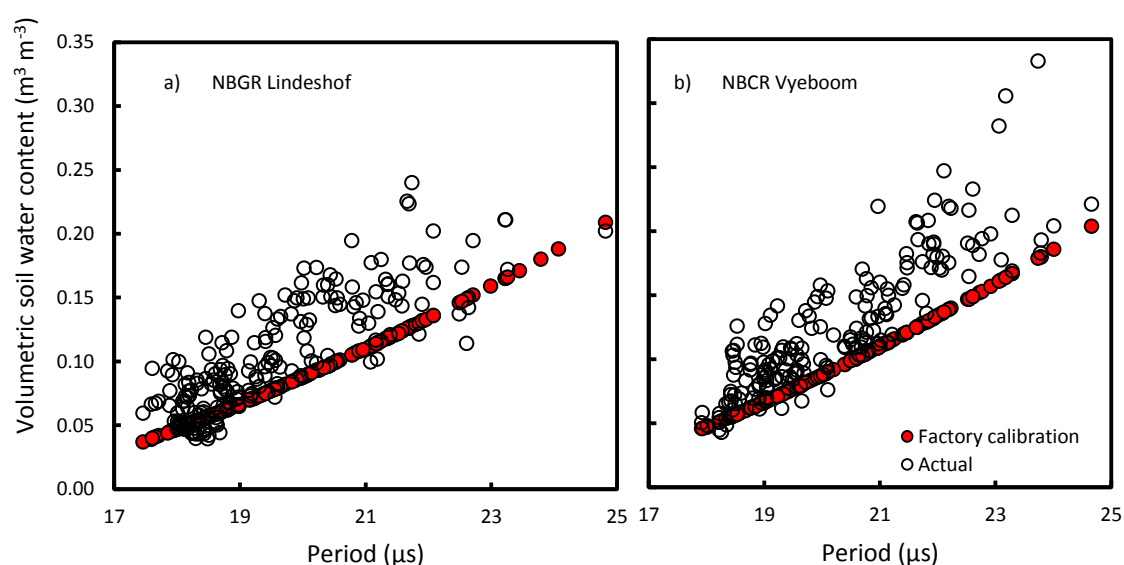 Volumetric soil water content (m³ m⁻³)
0.35
0.30
0.25
0.20
0.15
0.10
0.05
0.00
a) NBGR Lindeshof
17 19 21 23 25
Period (µs)
b) NBCR Vyeboom
Factory calibration
Actual
17 19 21 23 25
Period (µs)